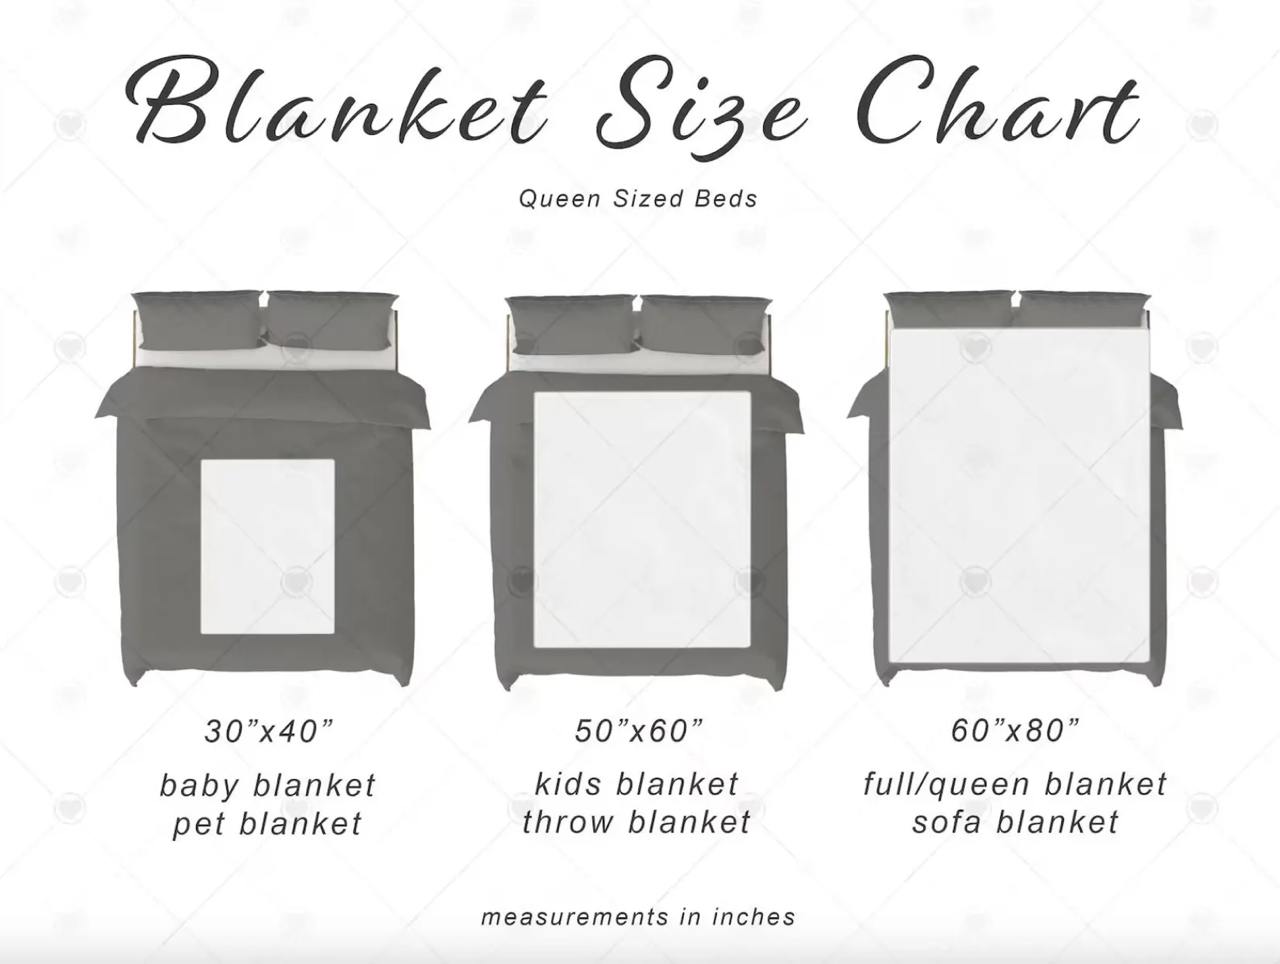 Blanket Size Chart
Queen Sized Beds
30”x40”
baby blanket
pet blanket
50”x60”
kids blanket
throw blanket
60”x80”
full/queen blanket
sofa blanket
measurements in inches